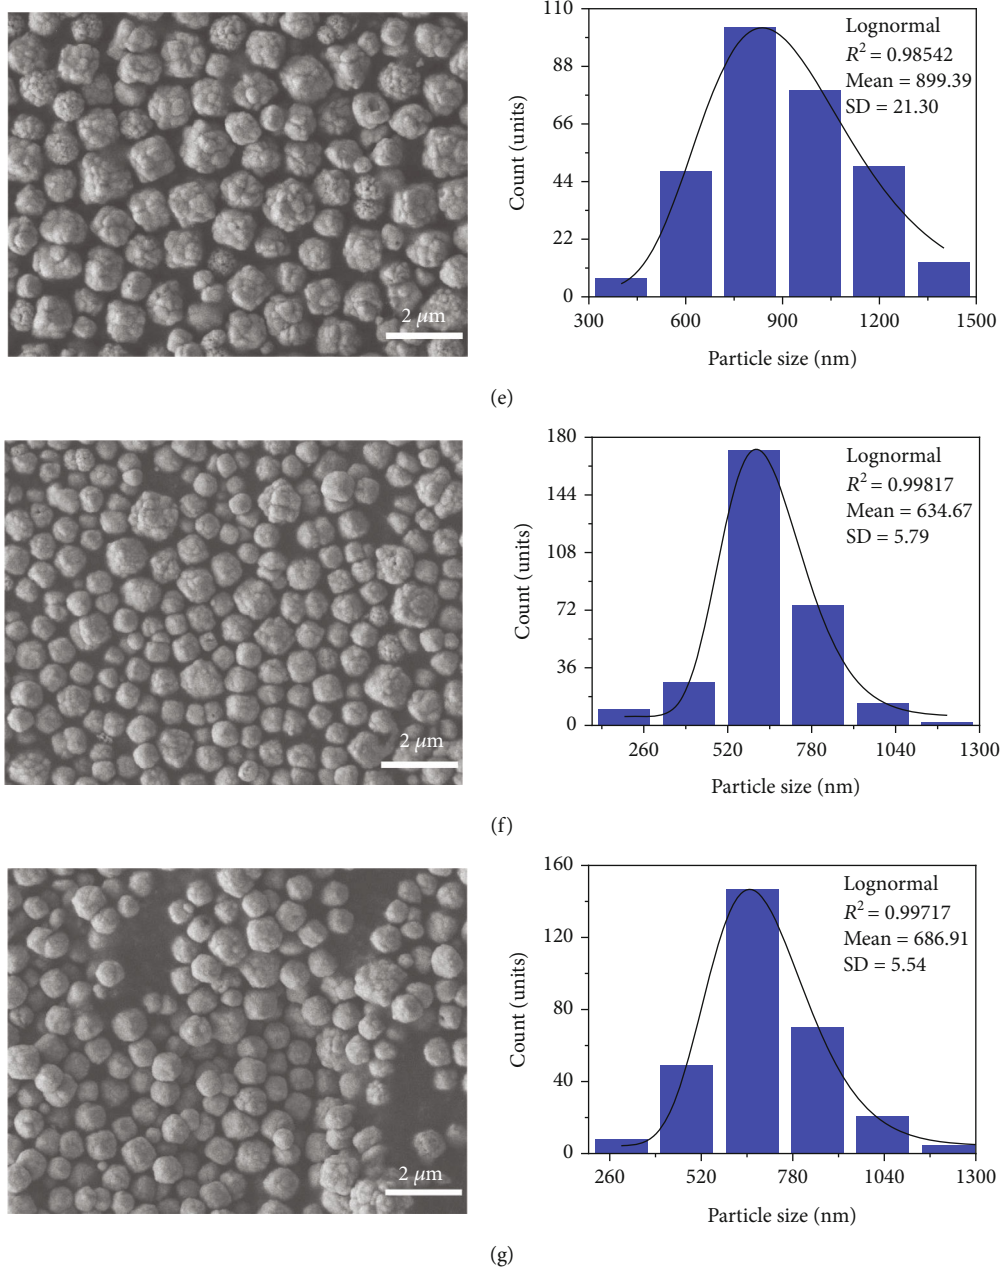 2 μm
110
88
66
44
22
0
Count (units)
300 600 900 1200 1500
Particle size (nm)
Lognormal
R² = 0.98542
Mean = 899.39
SD = 21.30
(e)
2 μm
180
144
108
72
36
0
Count (units)
260 520 780 1040 1300
Particle size (nm)
Lognormal
R² = 0.99817
Mean = 634.67
SD = 5.79
(f)
2 μm
160
120
80
40
0
Count (units)
260 520 780 1040 1300
Particle size (nm)
Lognormal
R² = 0.99717
Mean = 686.91
SD = 5.54
(g)